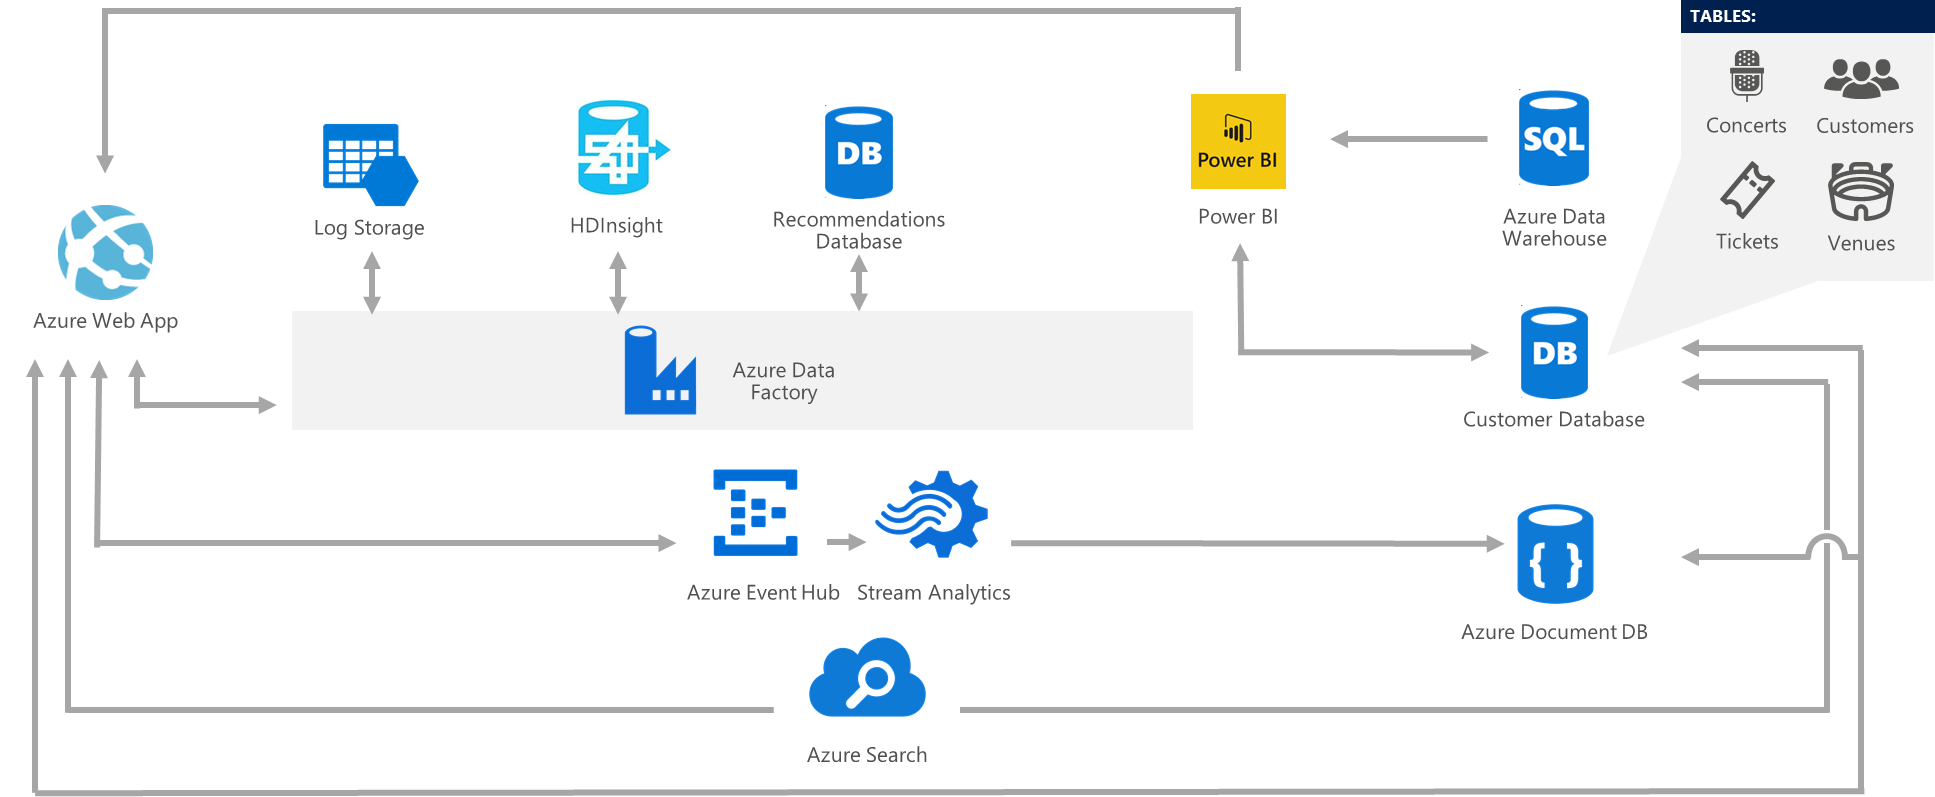 TABLES:
Concerts
Customers
Tickets
Venues
Log Storage
HDInsight
DB
Recommendations
Database
Power BI
Power BI
SQL
Azure Data
Warehouse
Azure Web App
Azure Data
Factory
DB
Customer Database
Azure Event Hub
Stream Analytics
{ }
Azure Document DB
Azure Search